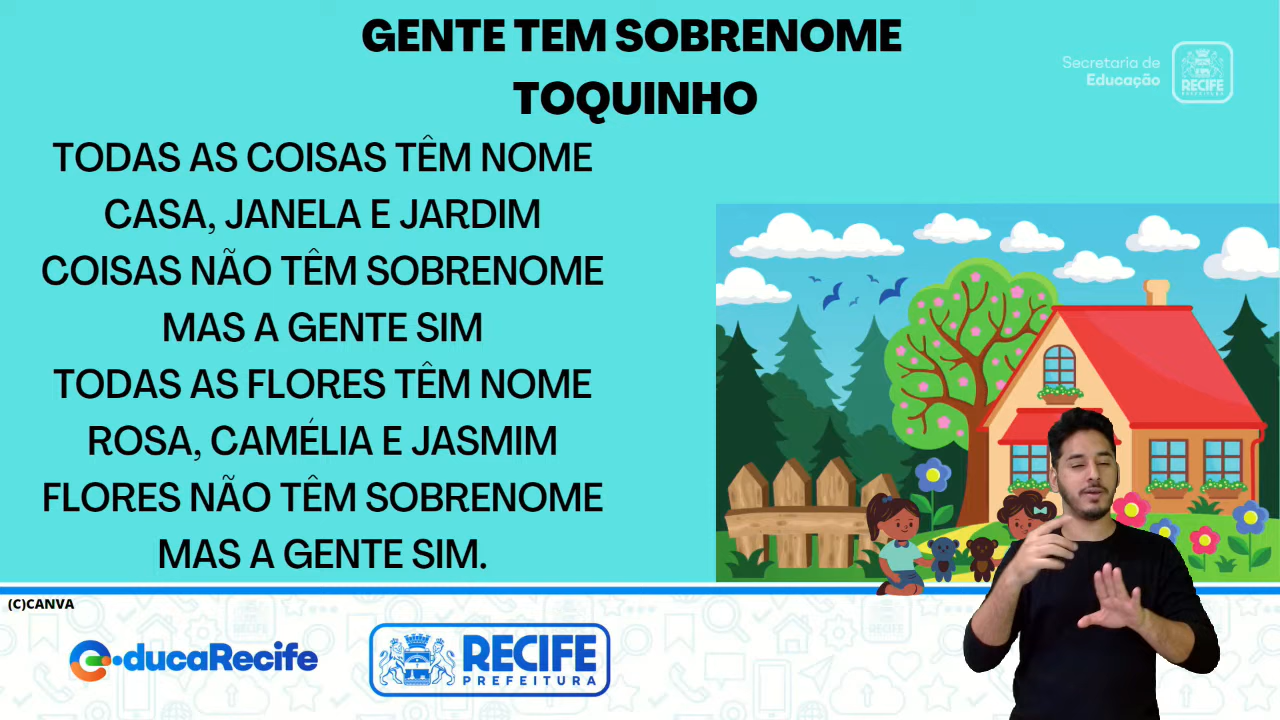 GENTE TEM SOBRENOME
TOQUINHO
Secretaria de
Educação
RECIFE
PREFEITURA
TODAS AS COISAS TÊM NOME
CASA, JANELA E JARDIM
COISAS NÃO TÊM SOBRENOME
MAS A GENTE SIM
TODAS AS FLORES TÊM NOME
ROSA, CAMÉLIA E JASMIM
FLORES NÃO TÊM SOBRENOME
MAS A GENTE SIM.
(C)CANVA
educaRecife
RECIFE
PREFEITURA